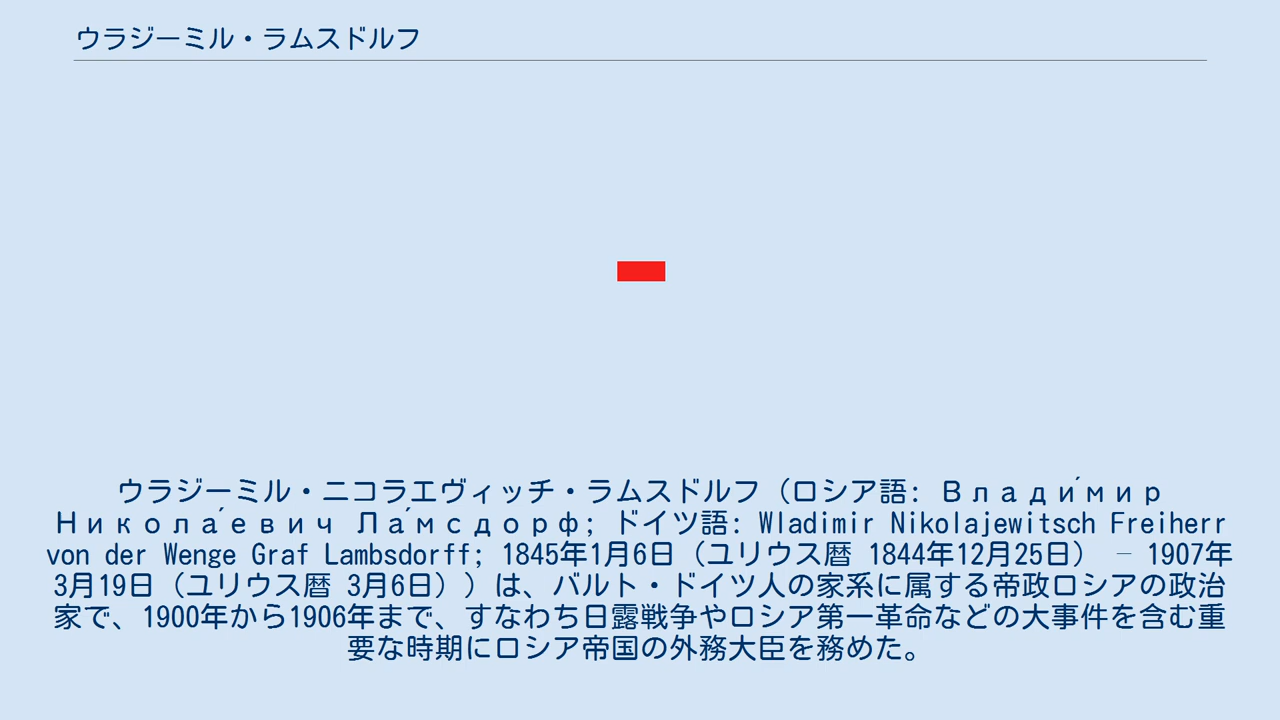 ウラジーミル・ラムスドルフ
ウラジーミル・ニコラエヴィッチ・ラムスドルフ（ロシア語: Влади́мир
Никола́евич Ла́мсдорф; ドイツ語: Wladimir Nikolajewitsch Freiherr
von der Wenge Graf Lambsdorff; 1845年1月6日（ユリウス暦 1844年12月25日） – 1907年
3月19日（ユリウス暦 3月6日））は、バルト・ドイツ人の家系に属する帝政ロシアの政治
家で、1900年から1906年まで、すなわち日露戦争やロシア第一革命などの大事件を含む重
要な時期にロシア帝国の外務大臣を務めた。